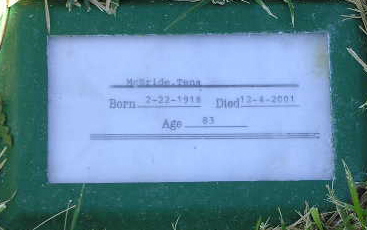 McBride, Tena
Born 2-22-1918 Died 12-4-2001
Age 83